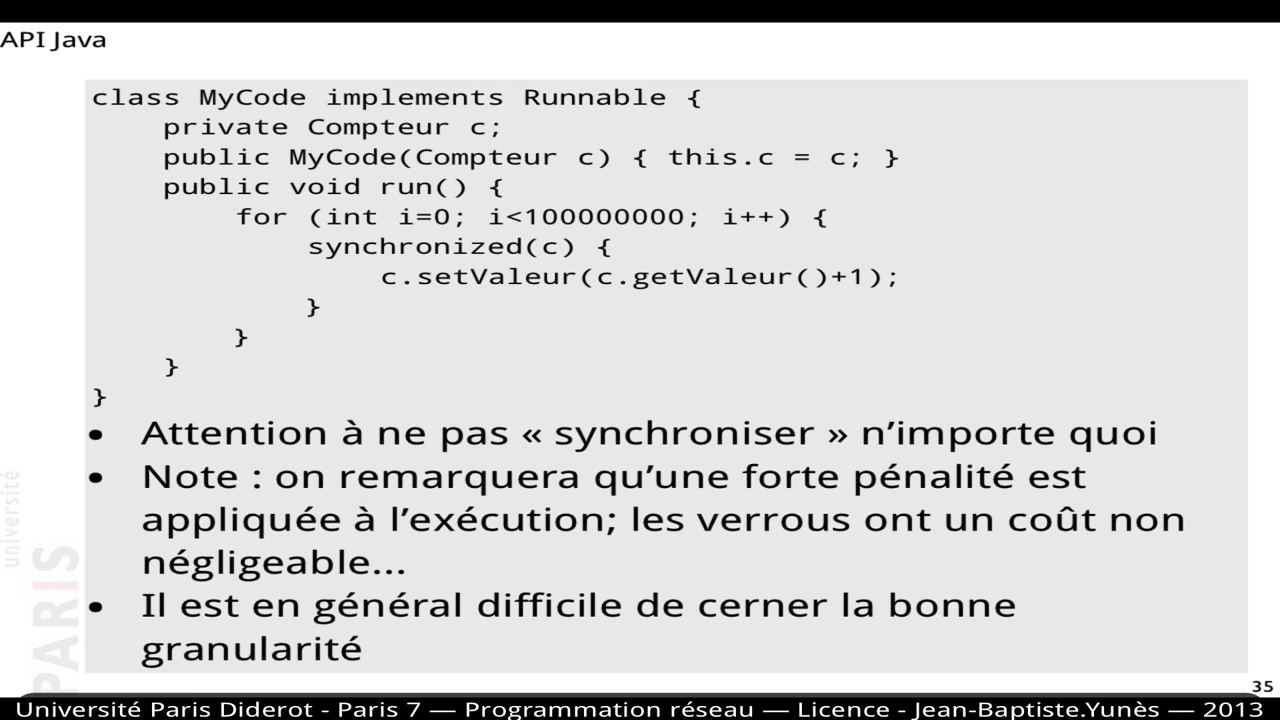 API Java
class MyCode implements Runnable {
    private Compteur c;
    public MyCode(Compteur c) { this.c = c; }
    public void run() {
        for (int i=0; i<100000000; i++) {
            synchronized(c) {
                c.setValeur(c.getValeur()+1);
            }
        }
    }
}
• Attention à ne pas « synchroniser » n’importe quoi
• Note : on remarquera qu’une forte pénalité est
appliquée à l’exécution; les verrous ont un coût non
négligeable...
• Il est en général difficile de cerner la bonne
granularité
université
PARIS
35
Université Paris Diderot - Paris 7 — Programmation réseau — Licence - Jean-Baptiste.Yunès — 2013